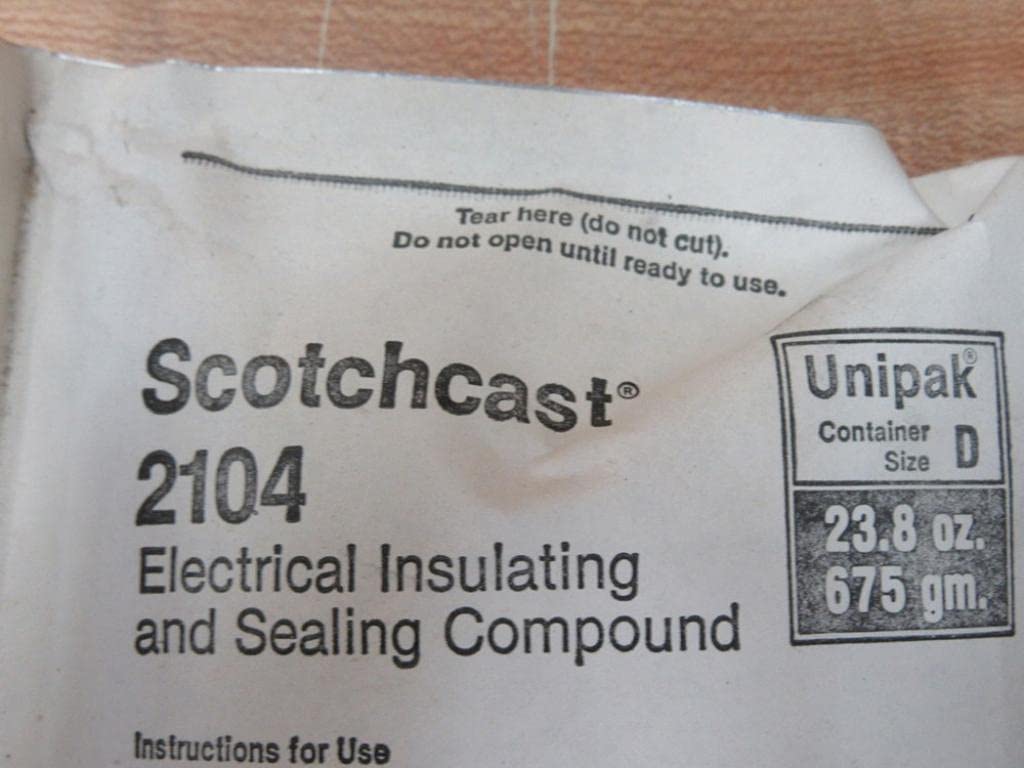 Tear here (do not cut).
Do not open until ready to use.
Scotchcast®
2104
Electrical Insulating
and Sealing Compound
Unipak®
Container
Size D
23.8 oz.
675 gm.
Instructions for Use